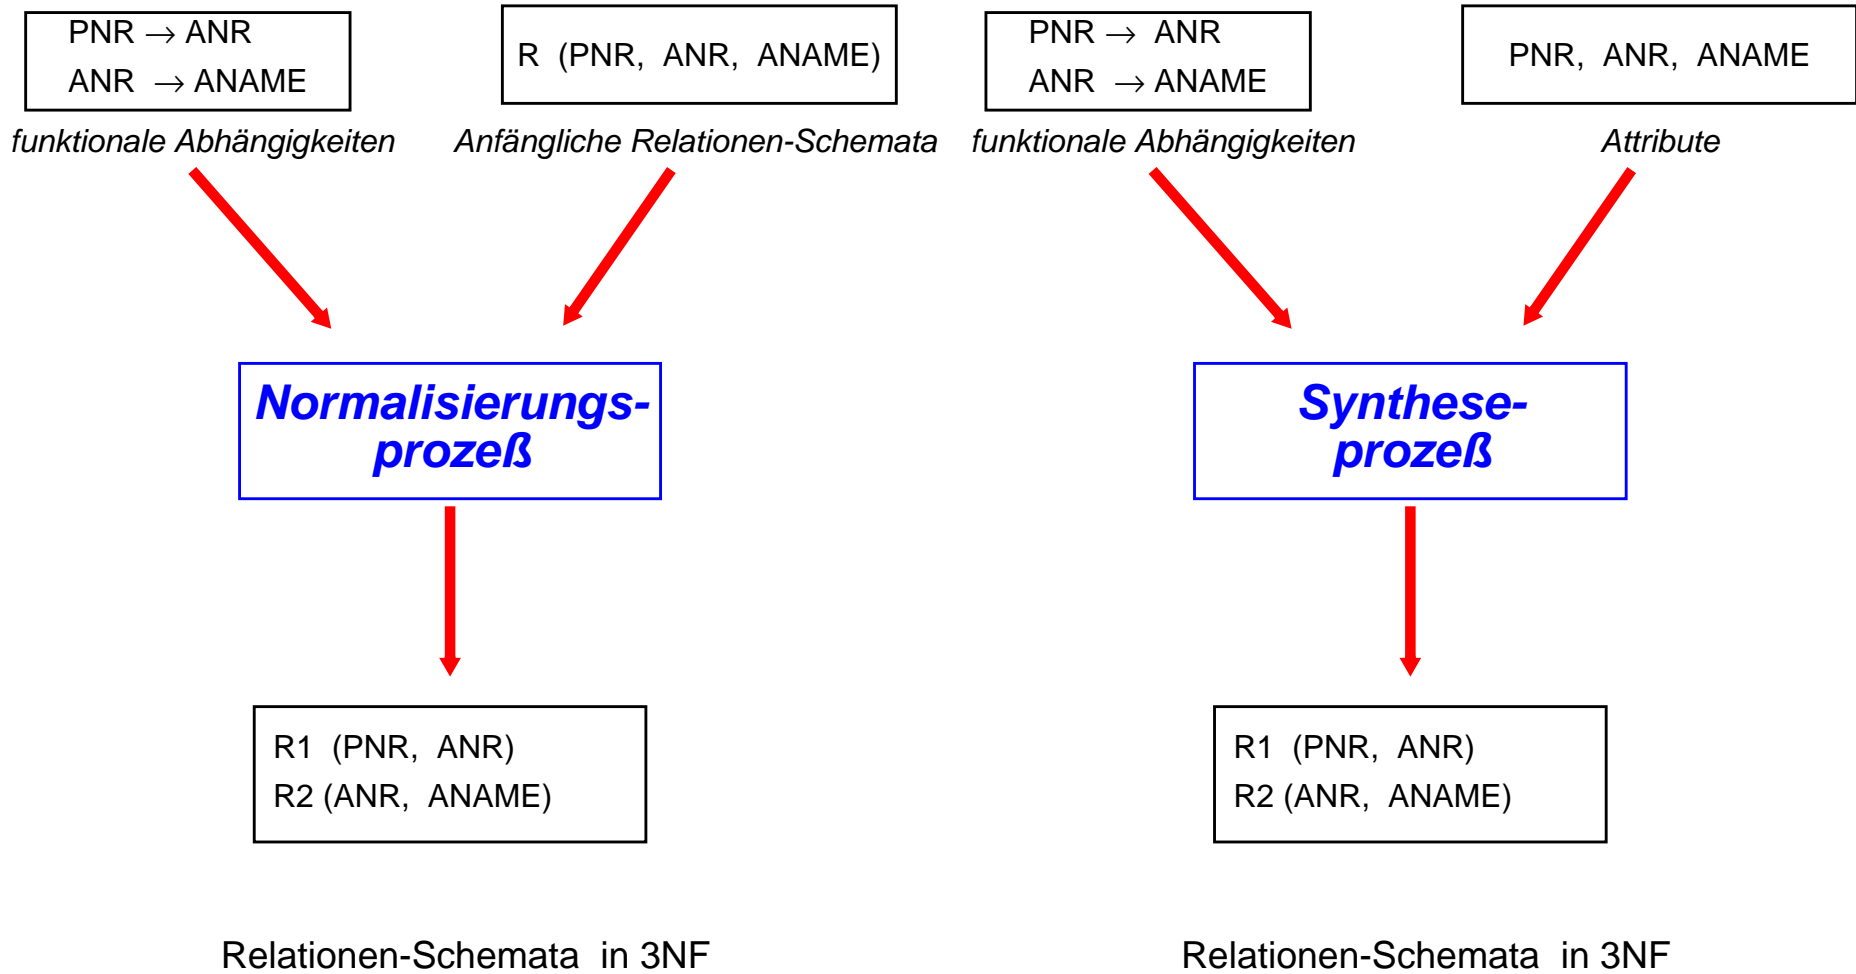 PNR → ANR
ANR → ANAME
funktionale Abhängigkeiten
R (PNR, ANR, ANAME)
Anfängliche Relationen-Schemata
Normalisierungs-
prozeß
R1 (PNR, ANR)
R2 (ANR, ANAME)
Relationen-Schemata in 3NF
PNR → ANR
ANR → ANAME
funktionale Abhängigkeiten
PNR, ANR, ANAME
Attribute
Synthese-
prozeß
R1 (PNR, ANR)
R2 (ANR, ANAME)
Relationen-Schemata in 3NF